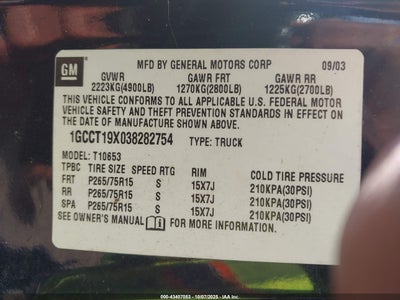 GM
MFD BY GENERAL MOTORS CORP 09/03
GVWR GAWR FRT GAWR RR
2223KG(4900LB) 1270KG(2800LB) 1225KG(2700LB)
THIS VEHICLE CONFORMS TO ALL APPLICABLE U.S. FEDERAL MOTOR
VEHICLE SAFETY AND THEFT PREVENTION STANDARDS IN EFFECT ON
THE DATE OF MANUFACTURE SHOWN ABOVE.
1GCCT19X038282754 TYPE: TRUCK
MODEL: T10653
TPBC TIRE SIZE SPEED RTG RIM COLD TIRE PRESSURE
FRT P265/75R15 S 15X7J 210KPA(30PSI)
RR P265/75R15 S 15X7J 210KPA(30PSI)
SPA P265/75R15 S 15X7J 210KPA(30PSI)
SEE OWNER'S MANUAL FOR MORE INFORMATION.
000-43407053 - 10/07/2025 - IAA Inc.